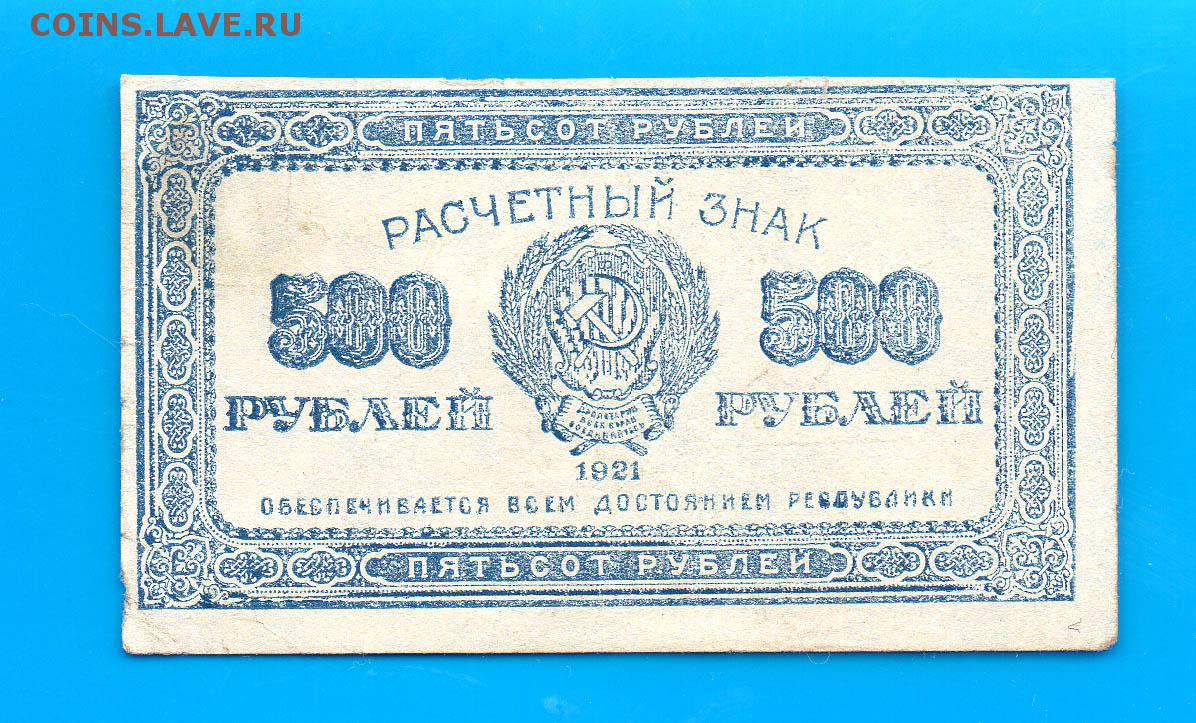 COINS.LAVE.RU
ПЯТЬСОТ РУБЛЕЙ
РАСЧЕТНЫЙ ЗНАК
500 500
РУБЛЕЙ РУБЛЕЙ
1921
ОБЕСПЕЧИВАЕТСЯ ВСЕМ ДОСТОЯНИЕМ РЕСПУБЛИКИ
ПЯТЬСОТ РУБЛЕЙ